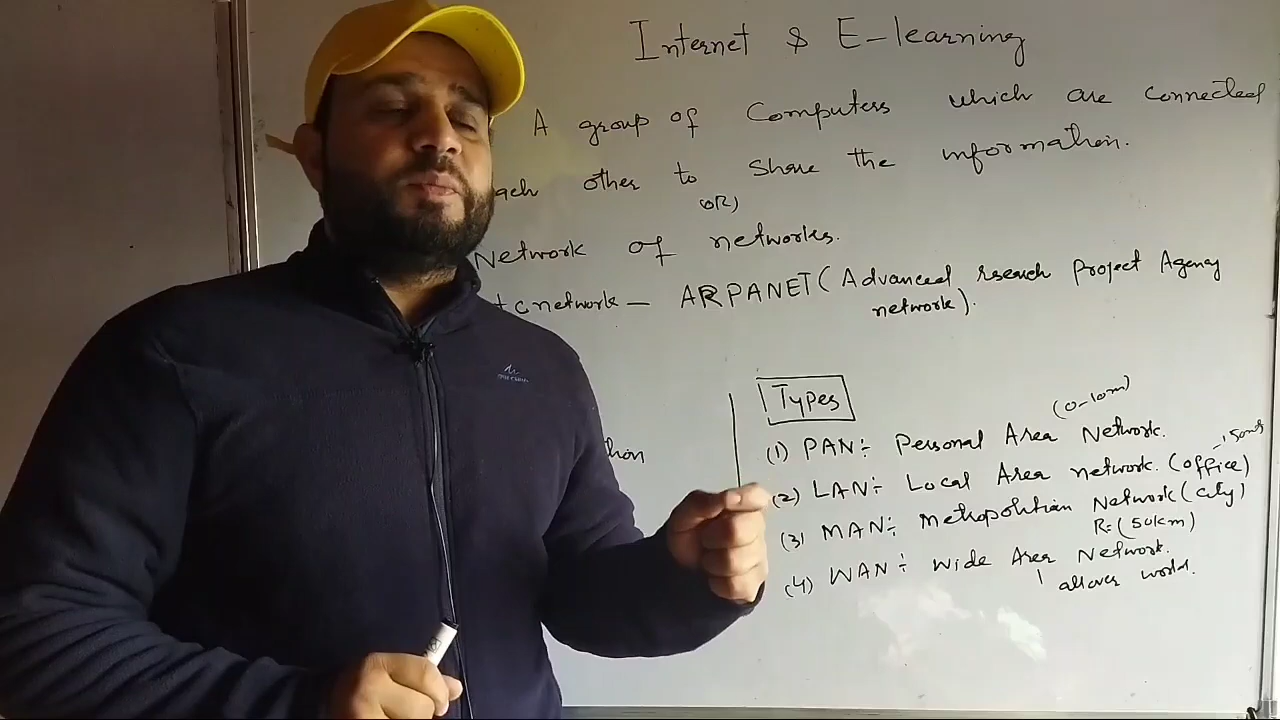 Internet & E-learning
A group of Computers which are connected
each other to share the information.
(OR)
Network of networks.
network — ARPANET (Advanced rsearch Project Agency
network).
Types
(0-10m)
(1) PAN:- Personal Area Network.
-150m
(2) LAN:- Local Area network. (office)
(3) MAN:- Metropolitian Network (city)
R:- (50km)
(4) WAN:- Wide Area Network.
allover world.